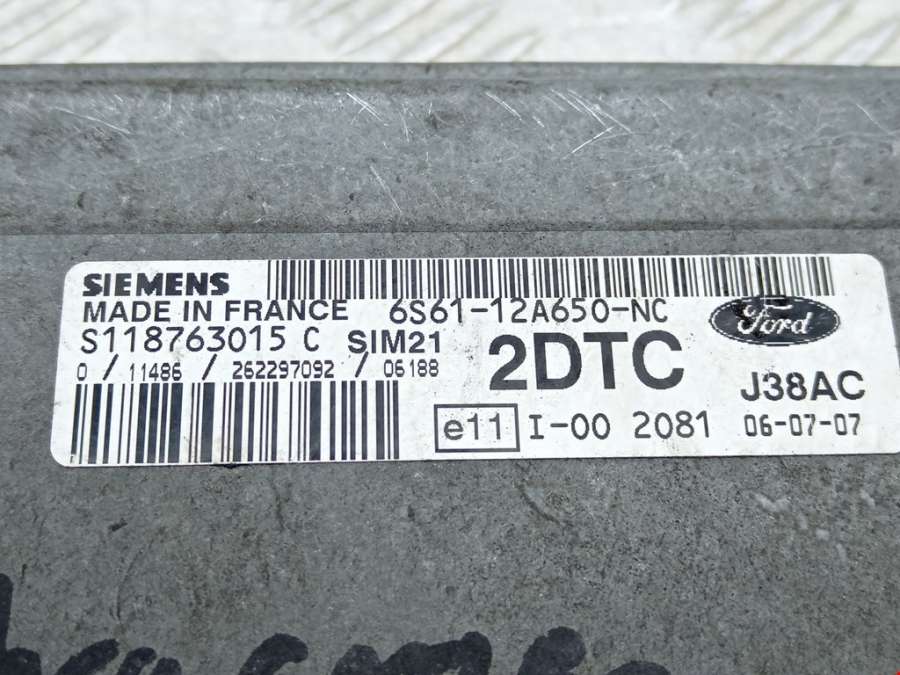 SIEMENS
MADE IN FRANCE 6S61-12A650-NC
Ford
S118763015 C SIM21
2DTC
0 / 11486 / 262297092 / 06188
J38AC
e11 I-00 2081 06-07-07